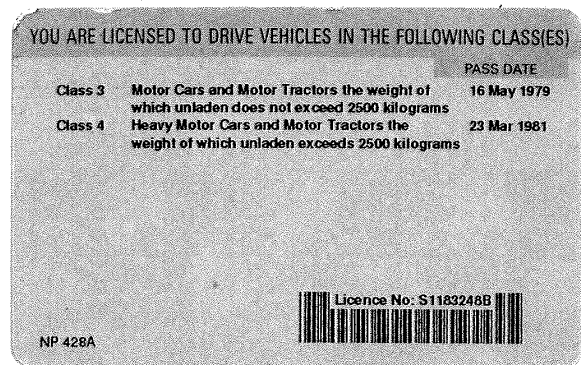 YOU ARE LICENSED TO DRIVE VEHICLES IN THE FOLLOWING CLASS(ES)
PASS DATE
Class 3 Motor Cars and Motor Tractors the weight of 16 May 1979
which unladen does not exceed 2500 kilograms
Class 4 Heavy Motor Cars and Motor Tractors the 23 Mar 1981
weight of which unladen exceeds 2500 kilograms
Licence No: S1183248B
NP 428A